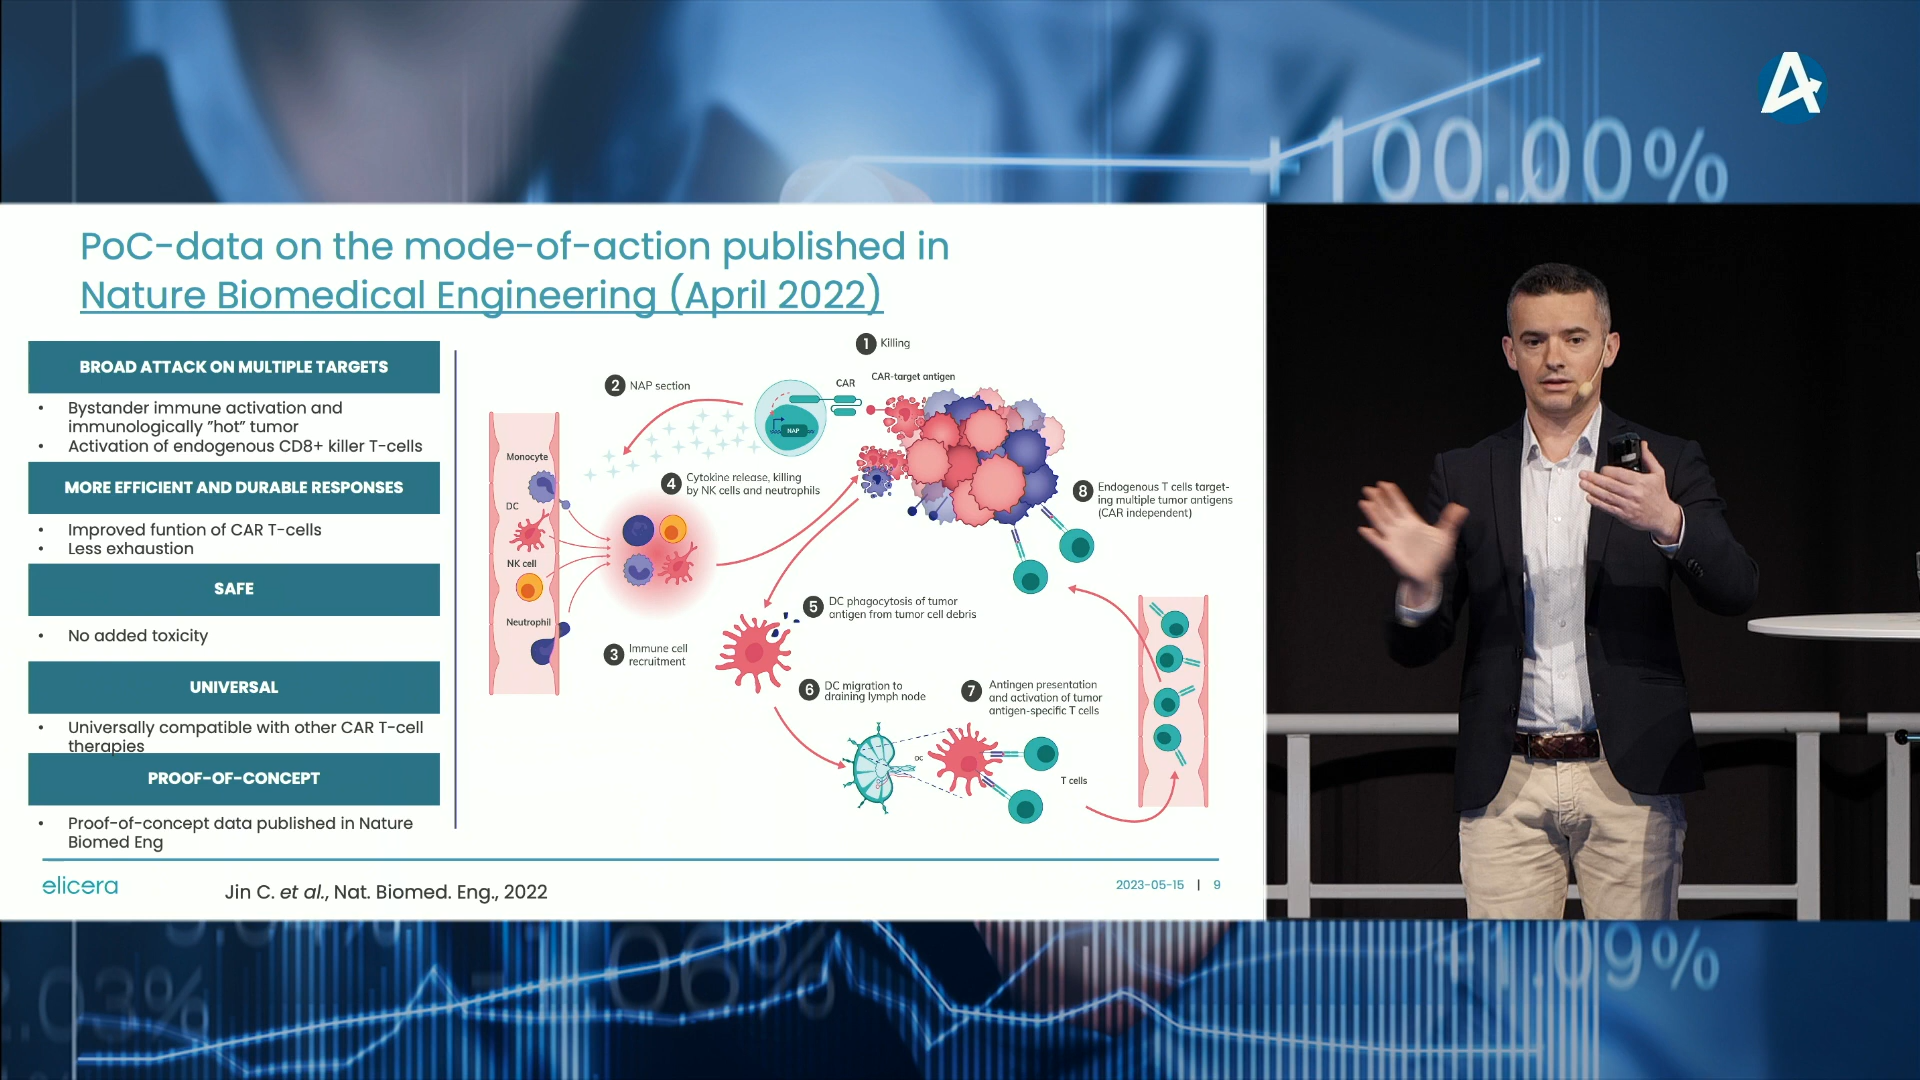 +100.00%
PoC-data on the mode-of-action published in
Nature Biomedical Engineering (April 2022)
BROAD ATTACK ON MULTIPLE TARGETS
• Bystander immune activation and
immunologically ”hot” tumor
• Activation of endogenous CD8+ killer T-cells
MORE EFFICIENT AND DURABLE RESPONSES
• Improved funtion of CAR T-cells
• Less exhaustion
SAFE
• No added toxicity
UNIVERSAL
• Universally compatible with other CAR T-cell
therapies
PROOF-OF-CONCEPT
• Proof-of-concept data published in Nature
Biomed Eng
1 Killing
2 NAP section
CAR
CAR-target antigen
NAP
Monocyte
DC
NK cell
Neutrophil
4 Cytokine release, killing
by NK cells and neutrophils
8 Endogenous T cells target-
ing multiple tumor antigens
(CAR independent)
3 Immune cell
recruitment
5 DC phagocytosis of tumor
antigen from tumor cell debris
6 DC migration to
draining lymph node
7 Antingen presentation
and activation of tumor
antigen-specific T cells
DC
T cells
elicera
Jin C. et al., Nat. Biomed. Eng., 2022
2023-05-15 | 9
2.03%
.06%
1.09%